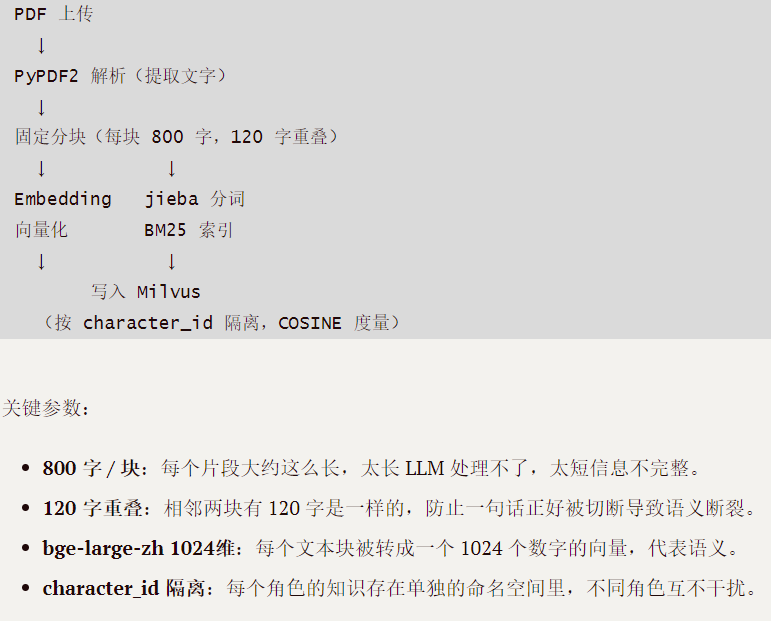 PDF 上传
↓
PyPDF2 解析（提取文字）
↓
固定分块（每块 800 字，120 字重叠）
↓ ↓
Embedding jieba 分词
向量化 BM25 索引
↓ ↓
写入 Milvus
（按 character_id 隔离，COSINE 度量）
关键参数：
• 800 字 / 块：每个片段大约这么长，太长 LLM 处理不了，太短信息不完整。
• 120 字重叠：相邻两块有 120 字是一样的，防止一句话正好被切断导致语义断裂。
• bge-large-zh 1024维：每个文本块被转成一个 1024 个数字的向量，代表语义。
• character_id 隔离：每个角色的知识存在单独的命名空间里，不同角色互不干扰。